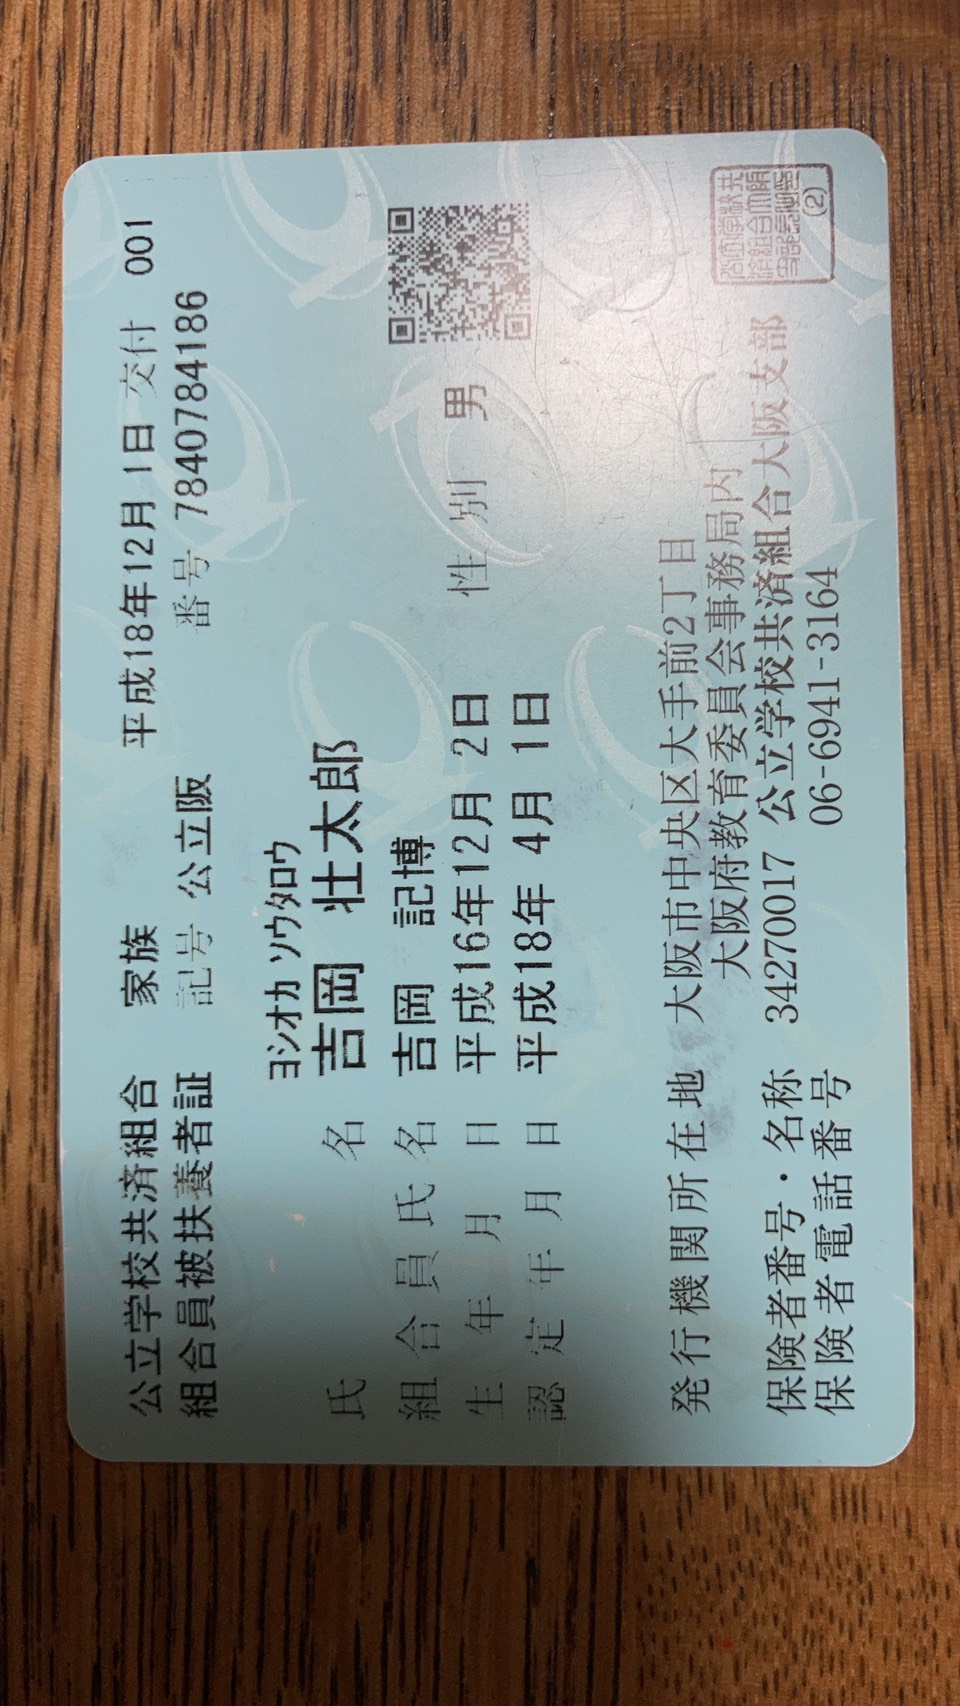 公立学校共済組合 家族 平成18年12月 1日 交付 001
組合員被扶養者証 記号 公立阪 番号 7840784186
ヨシオカ ソウタロウ
氏名 吉岡 壮太郎
組合員氏名 吉岡 記博
生年月日 平成16年12月 2日 性別 男
認定年月日 平成18年 4月 1日
発行機関所在地 大阪市中央区大手前2丁目
大阪府教育委員会事務局内
保険者番号・名称 34270017 公立学校共済組合大阪支部
保険者電話番号 06-6941-3164
(2)